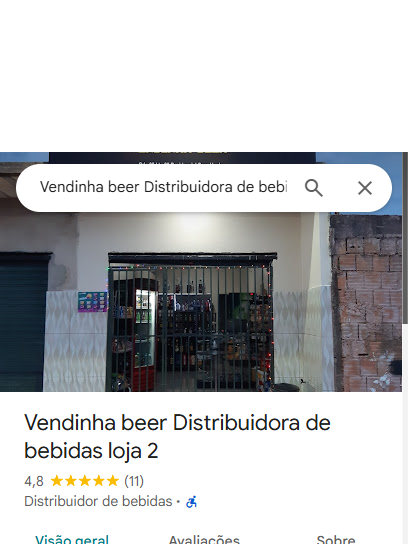 Vendinha beer Distribuidora de bebi
Vendinha beer Distribuidora de
bebidas loja 2
4,8 (11)
Distribuidor de bebidas ·
Visão geral Avaliações Sobre